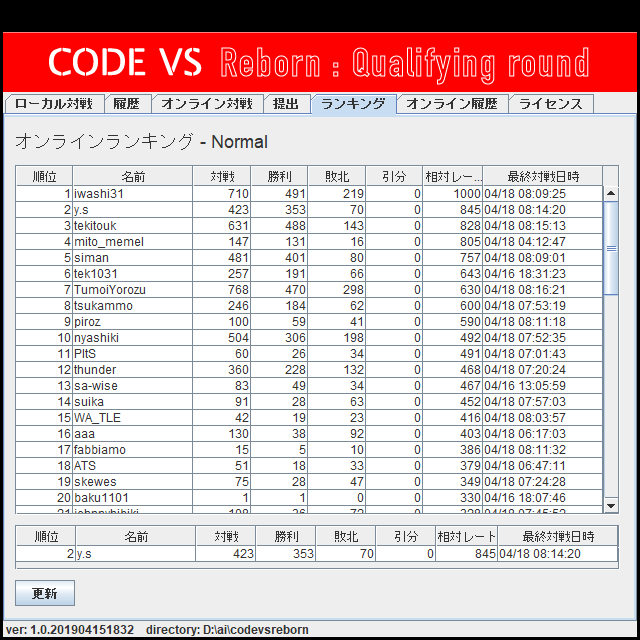 CODE VS Reborn : Qualifying round
ローカル対戦 履歴 オンライン対戦 提出 ランキング オンライン履歴 ライセンス
オンラインランキング - Normal
順位 名前 対戦 勝利 敗北 引分 相対レー... 最終対戦日時
1 iwashi31 710 491 219 0 1000 04/18 08:09:25
2 y.s 423 353 70 0 845 04/18 08:14:20
3 tekitouk 631 488 143 0 828 04/18 08:15:13
4 mito_memel 147 131 16 0 805 04/18 04:12:47
5 siman 481 401 80 0 757 04/18 08:09:01
6 tek1031 257 191 66 0 643 04/16 18:31:23
7 TumoiYorozu 768 470 298 0 630 04/18 08:16:21
8 tsukammo 246 184 62 0 600 04/18 07:53:19
9 piroz 100 59 41 0 590 04/18 08:11:18
10 nyashiki 504 306 198 0 492 04/18 07:52:35
11 PItS 60 26 34 0 491 04/18 07:01:43
12 thunder 360 228 132 0 468 04/18 07:20:24
13 sa-wise 83 49 34 0 467 04/16 13:05:59
14 suika 91 28 63 0 452 04/18 07:57:03
15 WA_TLE 42 19 23 0 416 04/18 08:03:57
16 aaa 130 38 92 0 403 04/18 06:17:03
17 fabbiamo 15 5 10 0 386 04/18 08:11:32
18 ATS 51 18 33 0 379 04/18 06:47:11
19 skewes 75 28 47 0 349 04/18 07:24:28
20 baku1101 1 1 0 0 330 04/16 18:07:46
順位 名前 対戦 勝利 敗北 引分 相対レート 最終対戦日時
2 y.s 423 353 70 0 845 04/18 08:14:20
更新
ver: 1.0.201904151832 directory: D:\ai\codevsreborn